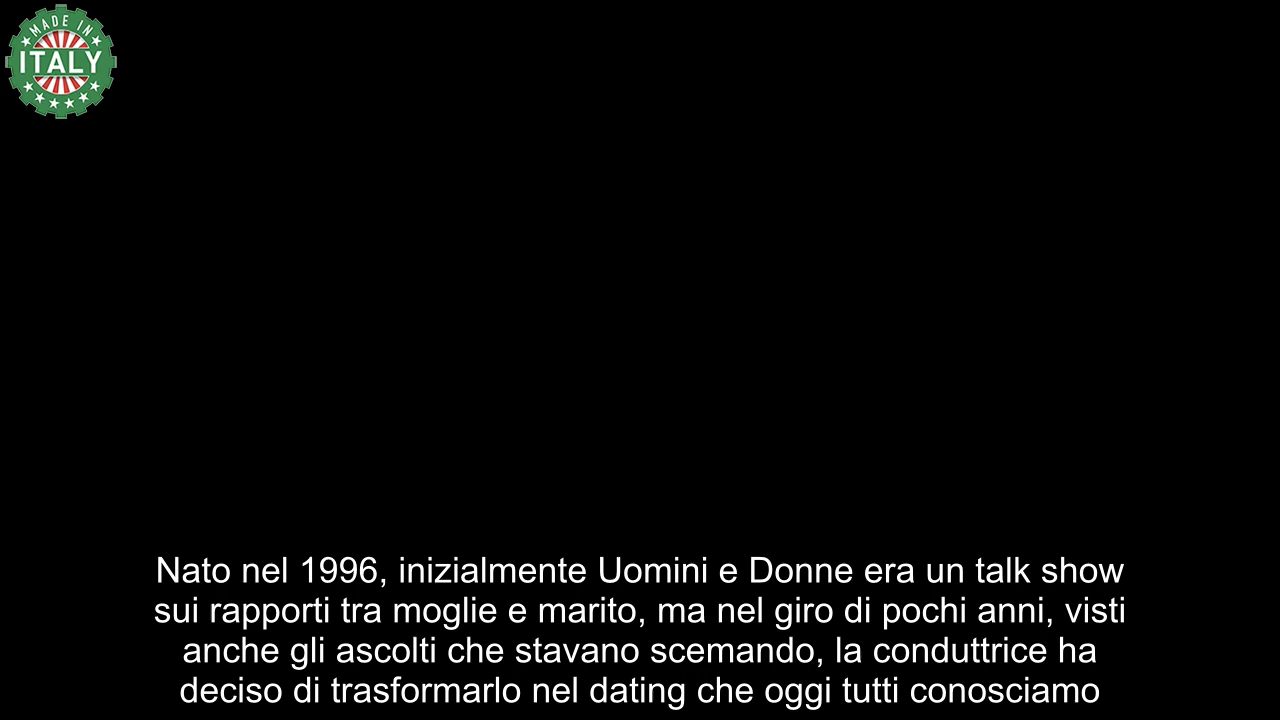 MADE IN
ITALY
Nato nel 1996, inizialmente Uomini e Donne era un talk show
sui rapporti tra moglie e marito, ma nel giro di pochi anni, visti
anche gli ascolti che stavano scemando, la conduttrice ha
deciso di trasformarlo nel dating che oggi tutti conosciamo